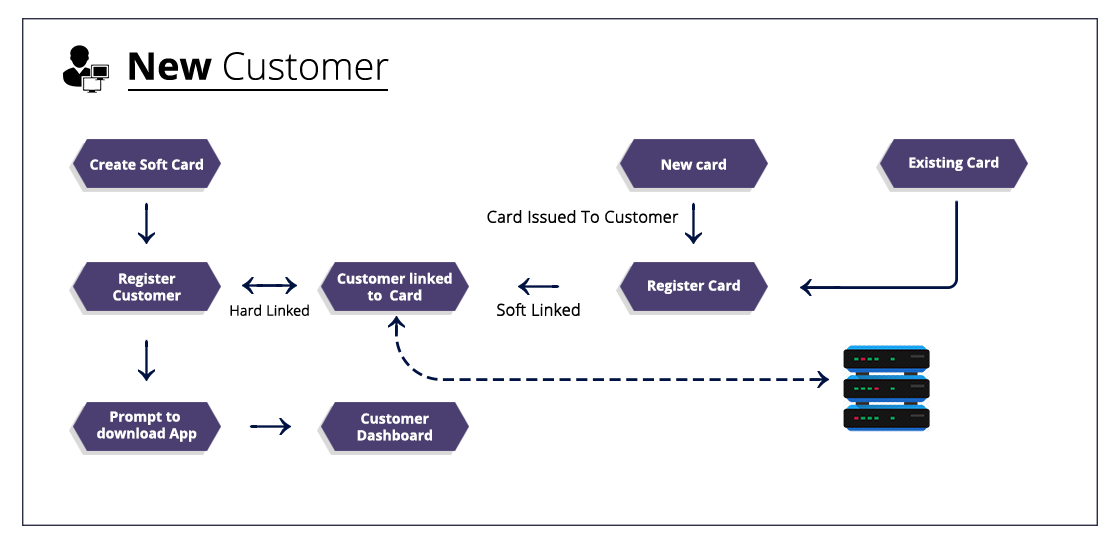 New Customer
Create Soft Card
New card
Existing Card
Card Issued To Customer
Register
Customer
Customer linked
to Card
Register Card
Hard Linked
Soft Linked
Prompt to
download App
Customer
Dashboard